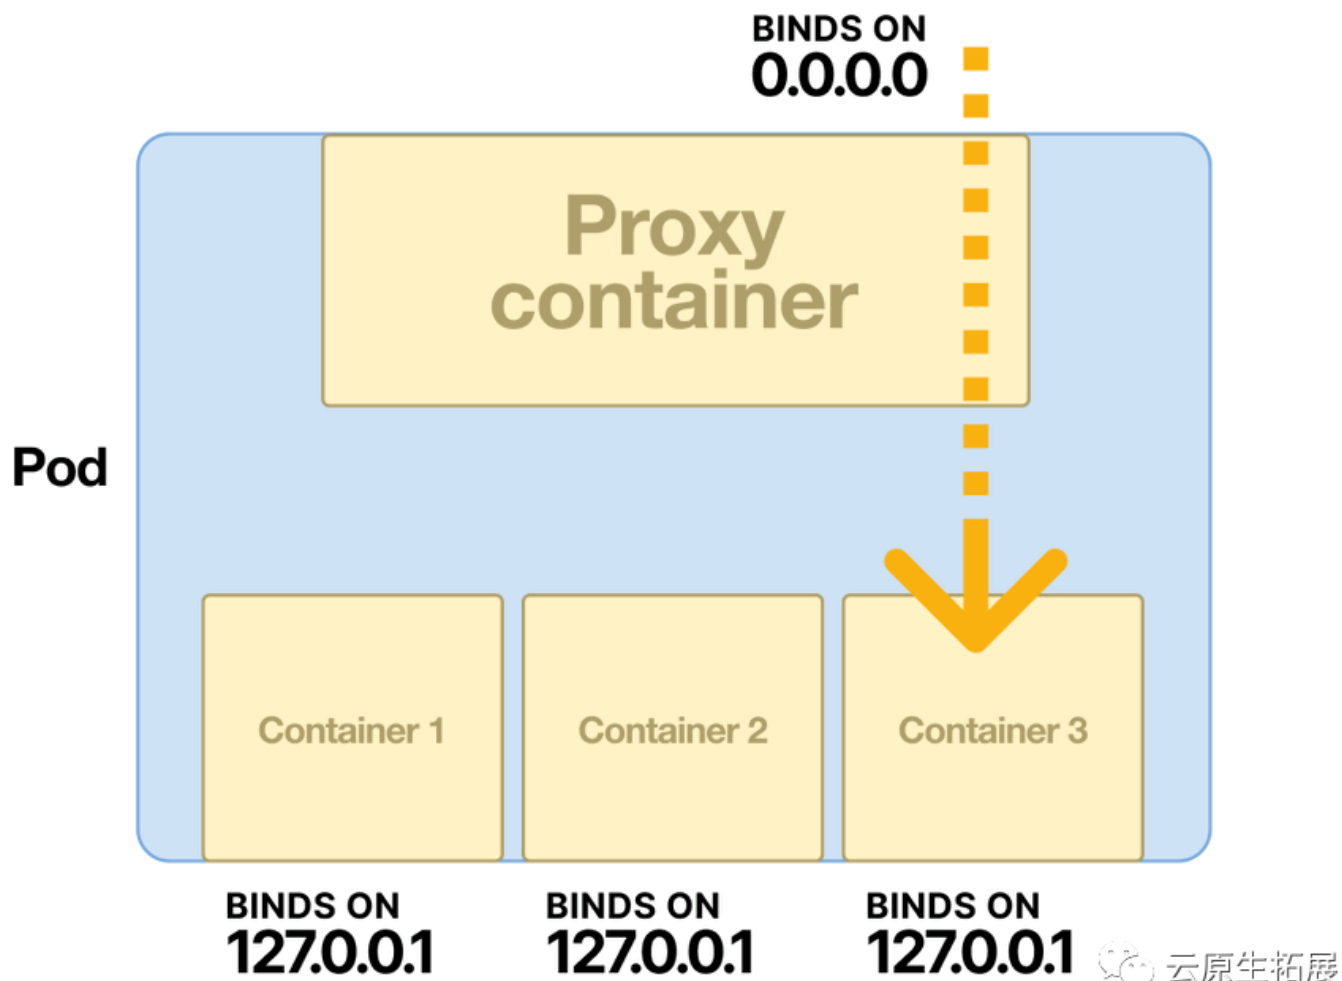 BINDS ON
0.0.0.0
Proxy
container
Pod
Container 1
Container 2
Container 3
BINDS ON
127.0.0.1
BINDS ON
127.0.0.1
BINDS ON
127.0.0.1
云原生拓展